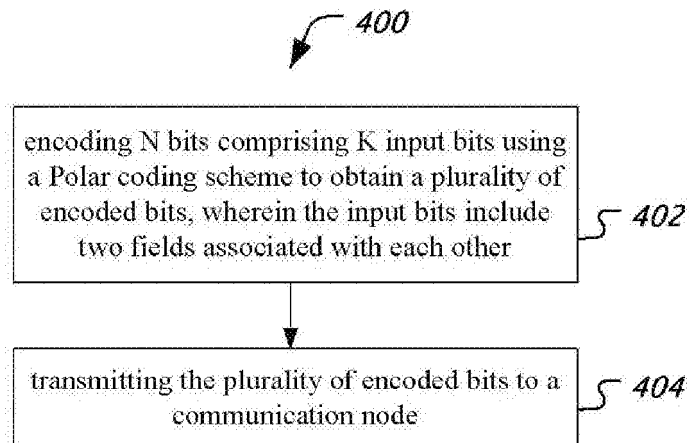 400
encoding N bits comprising K input bits using
a Polar coding scheme to obtain a plurality of
encoded bits, wherein the input bits include
two fields associated with each other
402
transmitting the plurality of encoded bits to a
communication node
404